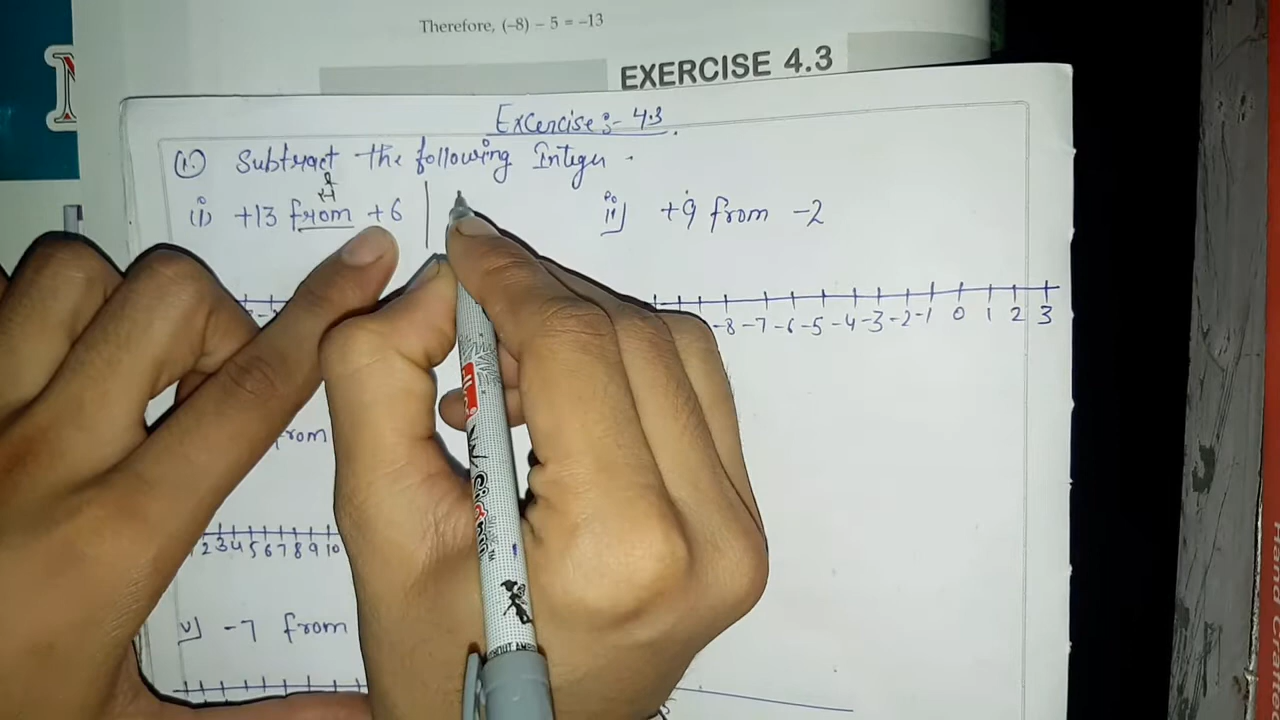 Therefore, (–8) – 5 = –13
EXERCISE 4.3
Excercise:- 4.3
(1.) Subtract the following Integer.
(i) +13 from +6
ii) +9 from -2
-8 -7 -6 -5 -4 -3 -2 -1 0 1 2 3
from
2 3 4 5 6 7 8 9 10
v) -7 from